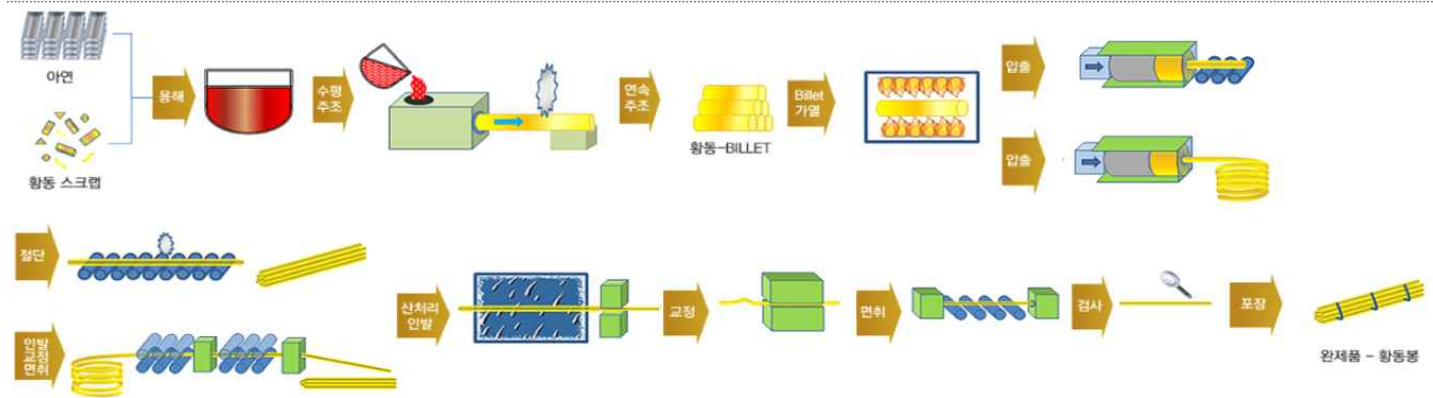 아연
황동 스크랩
용해
수평
주조
연속
주조
황동-BILLET
Billet
가열
압출
압출
절단
인발
교정
면취
산처리
인발
교정
면취
검사
포장
완제품 - 황동봉